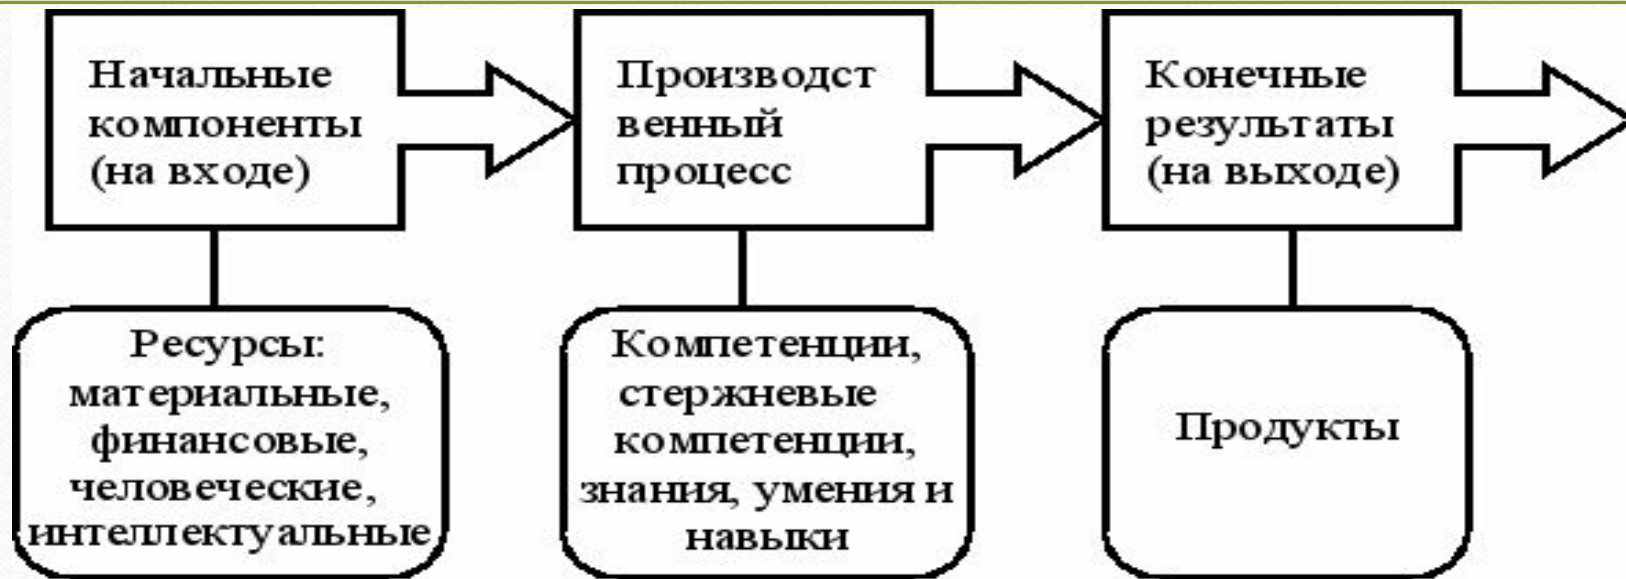 Начальные
компоненты
(на входе)
Производст
венный
процесс
Конечные
результаты
(на выходе)
Ресурсы:
материальные,
финансовые,
человеческие,
интеллектуальные
Компетенции,
стержневые
компетенции,
знания, умения и
навыки
Продукты